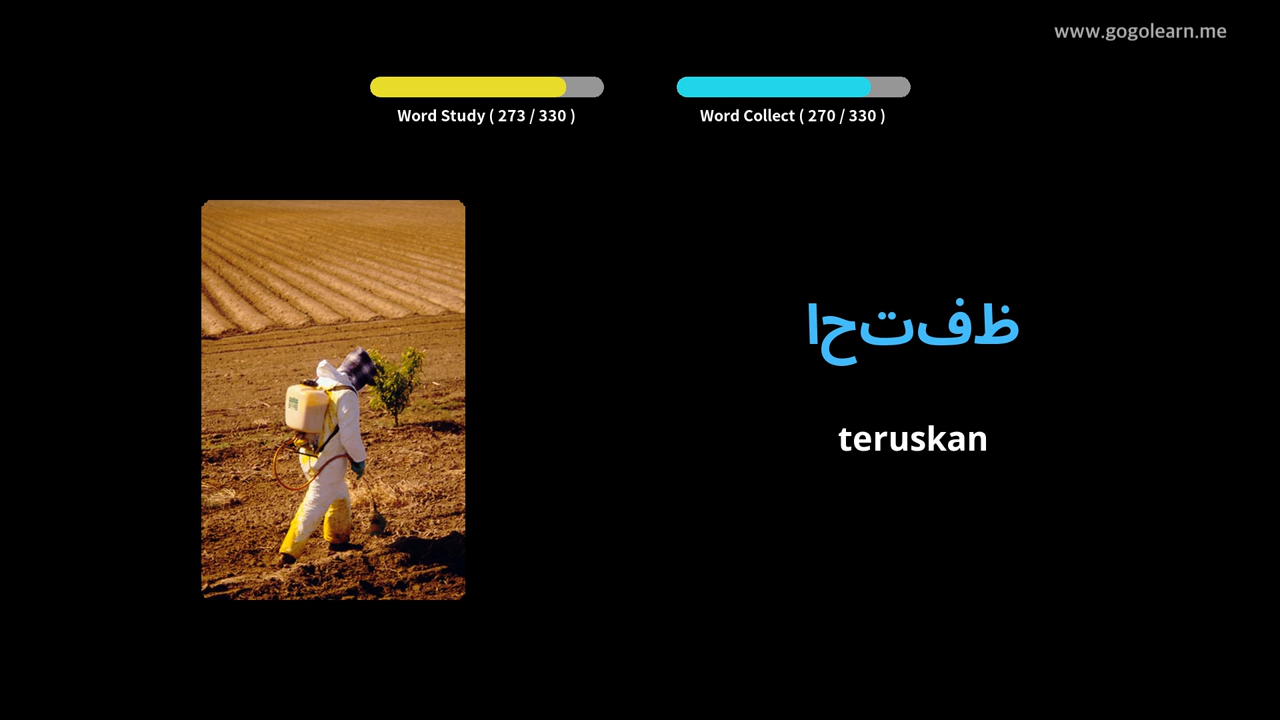 www.gogolearn.me
Word Study ( 273 / 330 )
Word Collect ( 270 / 330 )
احتفظ
teruskan